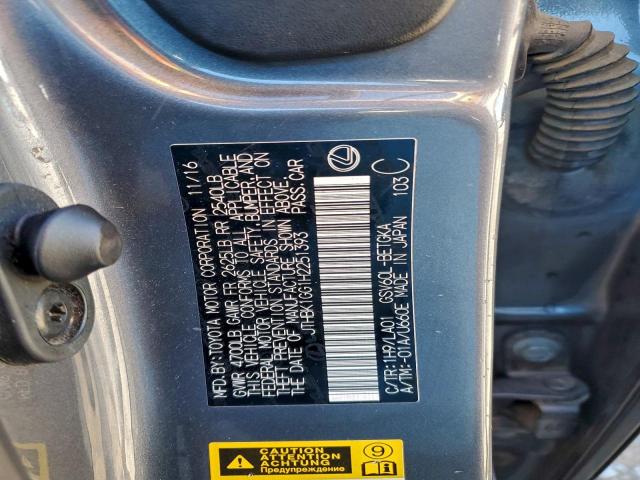 MFD. BY: TOYOTA MOTOR CORPORATION 11/16
GVWR 4700LB GAWR FR 2625LB RR 2540LB
THIS VEHICLE CONFORMS TO ALL APPLICABLE
FEDERAL MOTOR VEHICLE SAFETY, BUMPER, AND
THEFT PREVENTION STANDARDS IN EFFECT ON
THE DATE OF MANUFACTURE SHOWN ABOVE.
JTHBK1GG1H2251393 PASS. CAR
C/TR: 1H9/LA01 GSV60L-BETGKA
A/TM: -01A/U660E MADE IN JAPAN 103 C
CAUTION
ATTENTION
ACHTUNG
Предупреждение
9